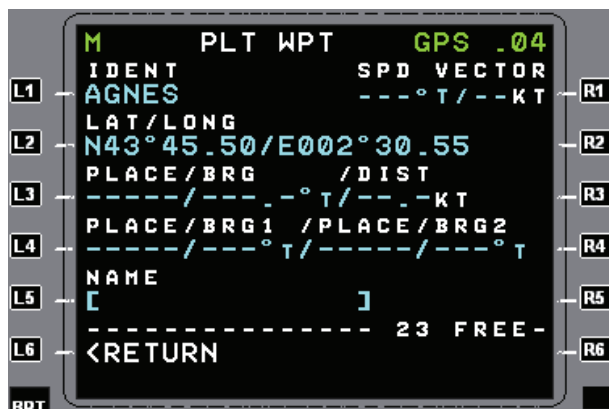 M PLT WPT GPS .04
IDENT SPD VECTOR
L1 AGNES ---°T/--KT R1
LAT/LONG
L2 N43°45.50/E002°30.55 R2
PLACE/BRG /DIST
L3 -----/---.-°T/--.-KT R3
PLACE/BRG1 /PLACE/BRG2
L4 -----/---°T/-----/---°T R4
NAME
L5 [ ] R5
---------------- 23 FREE-
L6 <RETURN R6